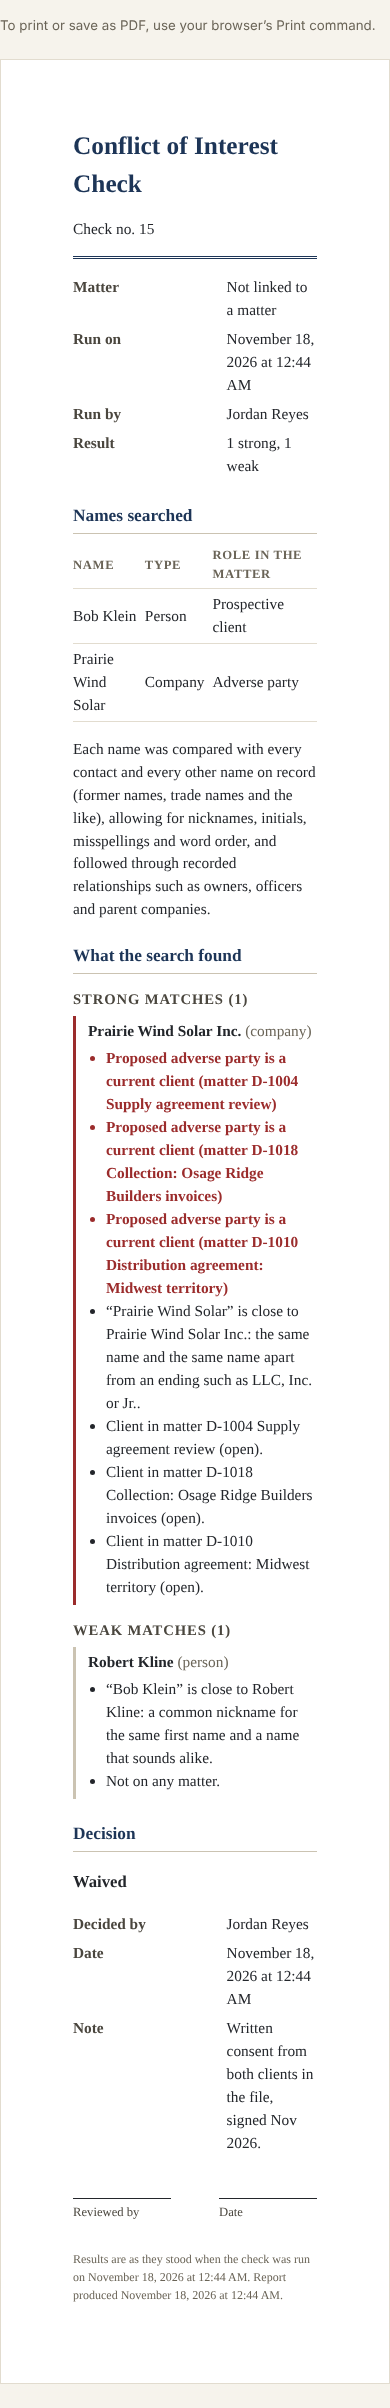 To print or save as PDF, use your browser’s Print command.
Conflict of Interest
Check
Check no. 15
Matter Not linked to
a matter
Run on November 18,
2026 at 12:44
AM
Run by Jordan Reyes
Result 1 strong, 1
weak
Names searched
NAME TYPE ROLE IN THE
MATTER
Bob Klein Person Prospective
client
Prairie
Wind
Solar Company Adverse party
Each name was compared with every
contact and every other name on record
(former names, trade names and the
like), allowing for nicknames, initials,
misspellings and word order, and
followed through recorded
relationships such as owners, officers
and parent companies.
What the search found
STRONG MATCHES (1)
Prairie Wind Solar Inc. (company)
• Proposed adverse party is a
current client (matter D-1004
Supply agreement review)
• Proposed adverse party is a
current client (matter D-1018
Collection: Osage Ridge
Builders invoices)
• Proposed adverse party is a
current client (matter D-1010
Distribution agreement:
Midwest territory)
• “Prairie Wind Solar” is close to
Prairie Wind Solar Inc.: the same
name and the same name apart
from an ending such as LLC, Inc.
or Jr..
• Client in matter D-1004 Supply
agreement review (open).
• Client in matter D-1018
Collection: Osage Ridge Builders
invoices (open).
• Client in matter D-1010
Distribution agreement: Midwest
territory (open).
WEAK MATCHES (1)
Robert Kline (person)
• “Bob Klein” is close to Robert
Kline: a common nickname for
the same first name and a name
that sounds alike.
• Not on any matter.
Decision
Waived
Decided by Jordan Reyes
Date November 18,
2026 at 12:44
AM
Note Written
consent from
both clients in
the file,
signed Nov
2026.
Reviewed by Date
Results are as they stood when the check was run
on November 18, 2026 at 12:44 AM. Report
produced November 18, 2026 at 12:44 AM.